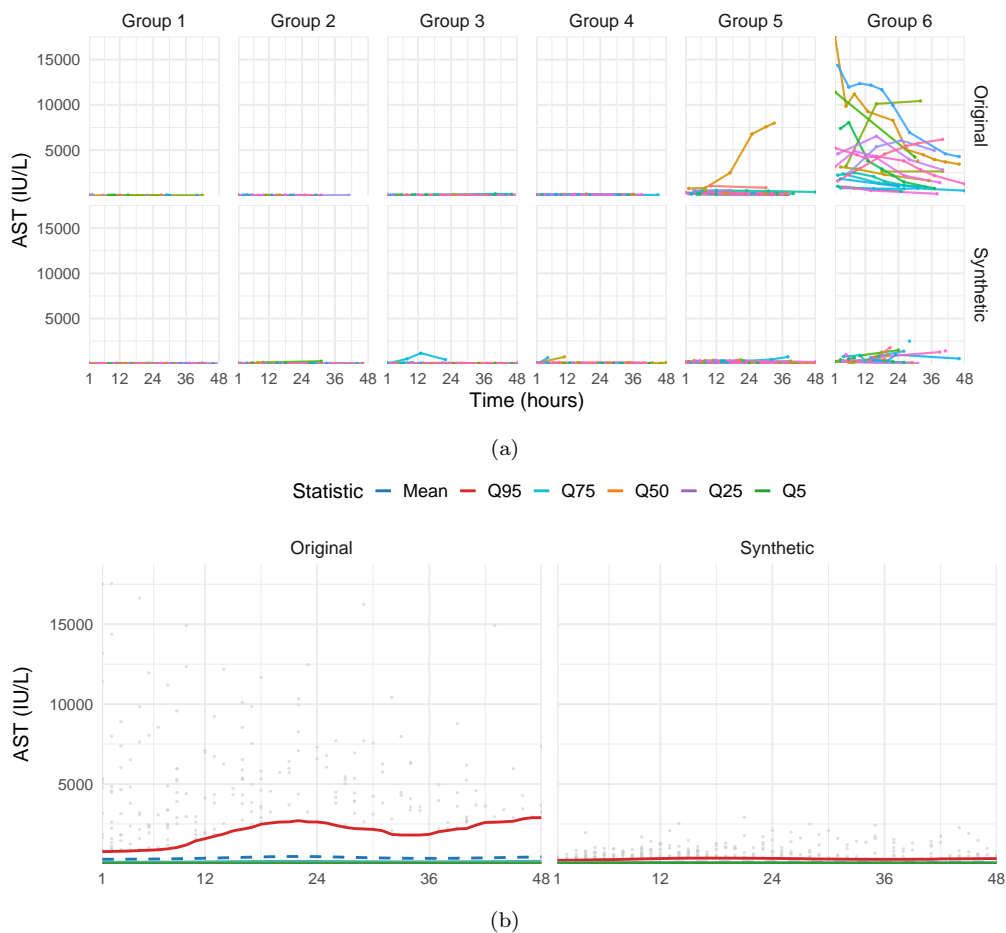 Group 1 Group 2 Group 3 Group 4 Group 5 Group 6
AST (IU/L)
15000
10000
5000
Original
15000
10000
5000
Synthetic
1 12 24 36 48 1 12 24 36 48 1 12 24 36 48 1 12 24 36 48 1 12 24 36 48 1 12 24 36 48
Time (hours)
(a)
Statistic Mean Q95 Q75 Q50 Q25 Q5
Original Synthetic
AST (IU/L)
15000
10000
5000
1 12 24 36 48 1 12 24 36 48
(b)